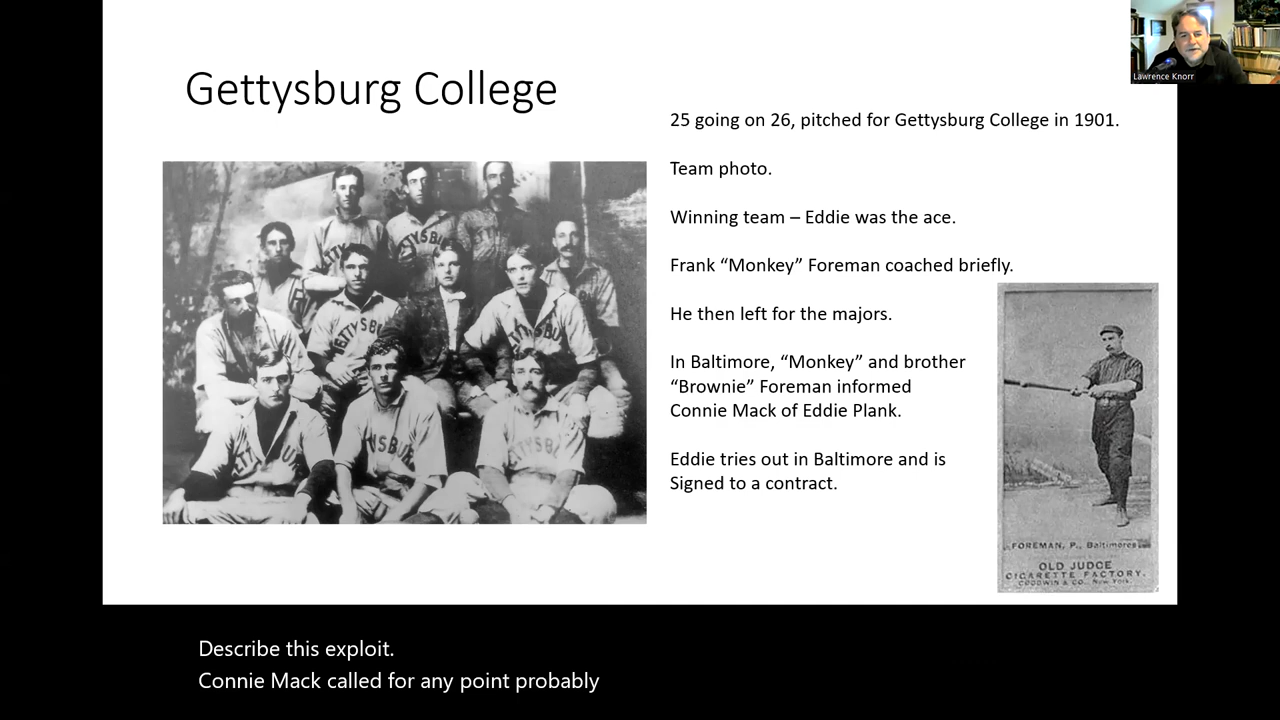 Gettysburg College
25 going on 26, pitched for Gettysburg College in 1901.
Team photo.
Winning team – Eddie was the ace.
Frank “Monkey” Foreman coached briefly.
He then left for the majors.
In Baltimore, “Monkey” and brother
“Brownie” Foreman informed
Connie Mack of Eddie Plank.
Eddie tries out in Baltimore and is
Signed to a contract.
FOREMAN, P., Baltimores
OLD JUDGE
CIGARETTE FACTORY.
GOODWIN & CO., New York.
Lawrence Knorr
Describe this exploit.
Connie Mack called for any point probably